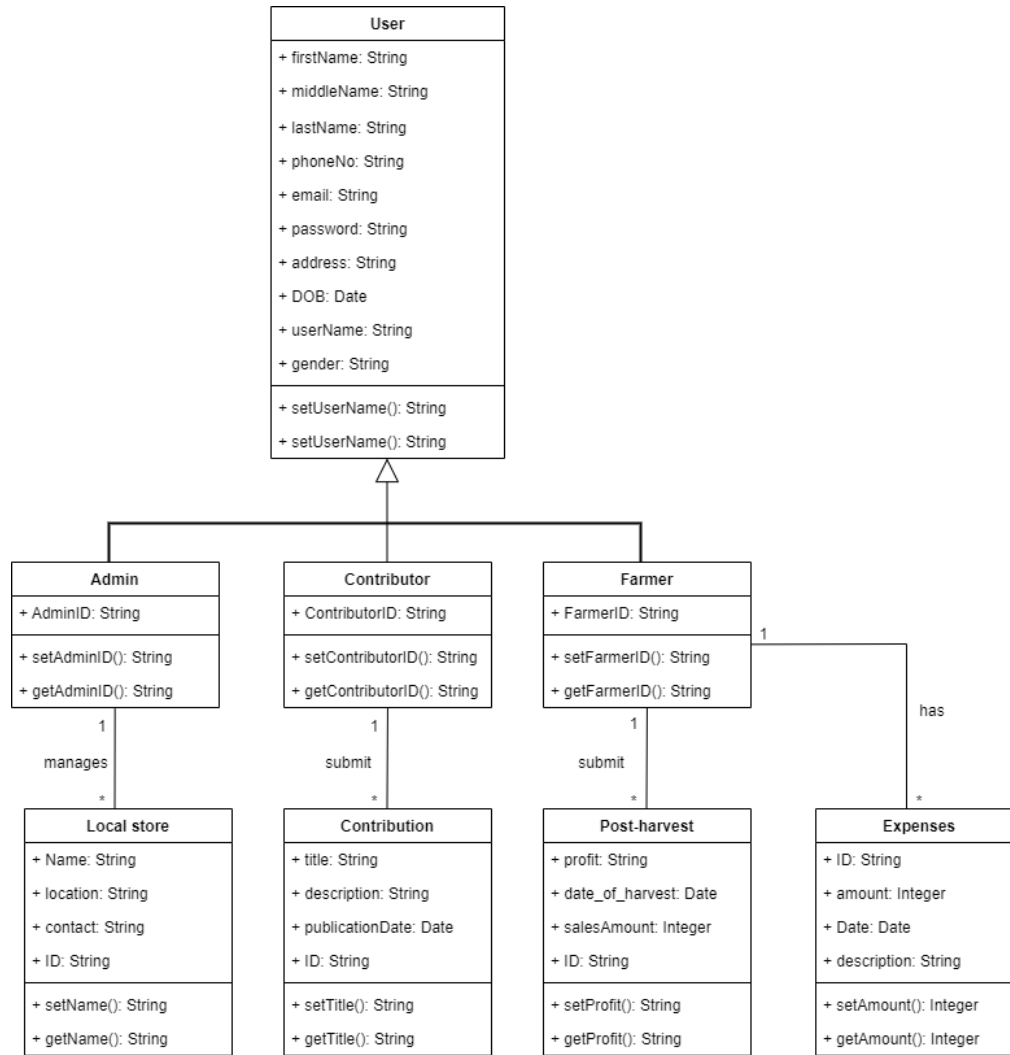 User
+ firstName: String
+ middleName: String
+ lastName: String
+ phoneNo: String
+ email: String
+ password: String
+ address: String
+ DOB: Date
+ userName: String
+ gender: String
+ setUserName(): String
+ setUserName(): String
Admin
+ AdminID: String
+ setAdminID(): String
+ getAdminID(): String
Contributor
+ ContributorID: String
+ setContributorID(): String
+ getContributorID(): String
Farmer
+ FarmerID: String
+ setFarmerID(): String
+ getFarmerID(): String
1
manages
*
1
submit
*
1
submit
*
1
has
*
Local store
+ Name: String
+ location: String
+ contact: String
+ ID: String
+ setName(): String
+ getName(): String
Contribution
+ title: String
+ description: String
+ publicationDate: Date
+ ID: String
+ setTitle(): String
+ getTitle(): String
Post-harvest
+ profit: String
+ date_of_harvest: Date
+ salesAmount: Integer
+ ID: String
+ setProfit(): String
+ getProfit(): String
Expenses
+ ID: String
+ amount: Integer
+ Date: Date
+ description: String
+ setAmount(): Integer
+ getAmount(): Integer